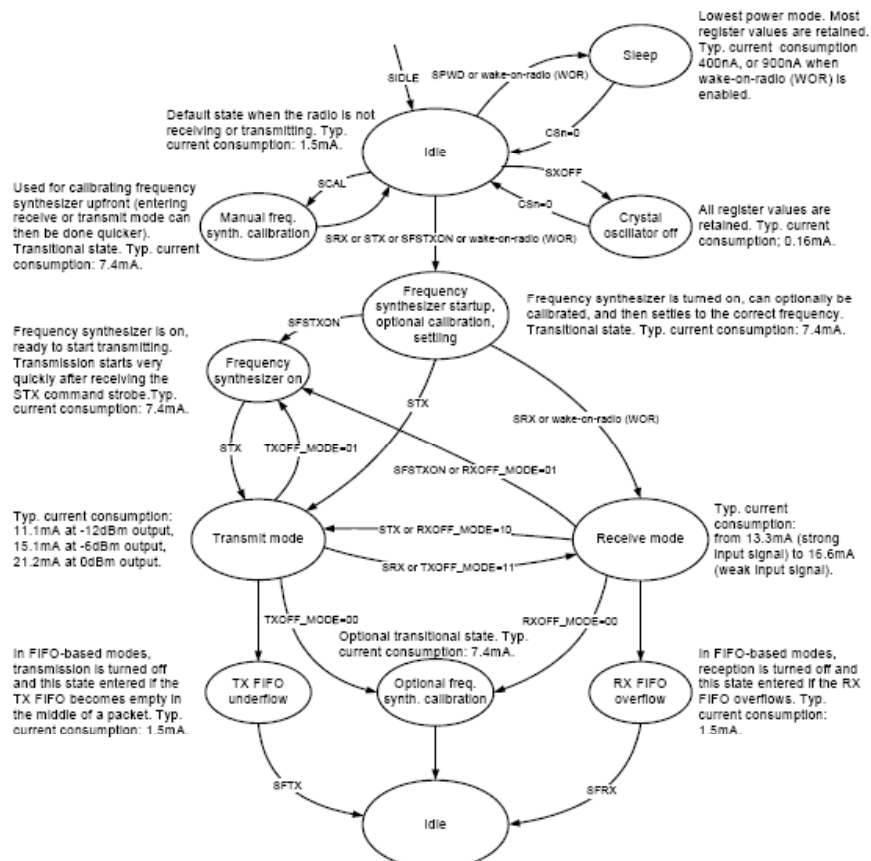 Lowest power mode. Most
register values are retained.
Typ. current consumption
400nA, or 900nA when
wake-on-radio (WOR) is
enabled.
Sleep
SIDLE
SPWD or wake-on-radio (WOR)
Default state when the radio is not
receiving or transmitting. Typ.
current consumption: 1.5mA.
CSn=0
Idle
Used for calibrating frequency
synthesizer upfront (entering
receive or transmit mode can
then be done quicker).
Transitional state. Typ. current
consumption: 7.4mA.
SCAL
SXOFF
CSn=0
Manual freq.
synth. calibration
Crystal
oscillator off
All register values are
retained. Typ. current
consumption; 0.16mA.
SRX or STX or SFSTXON or wake-on-radio (WOR)
Frequency
synthesizer startup,
optional calibration,
settling
Frequency synthesizer is turned on, can optionally be
calibrated, and then settles to the correct frequency.
Transitional state. Typ. current consumption: 7.4mA.
Frequency synthesizer is on,
ready to start transmitting.
Transmission starts very
quickly after receiving the
STX command strobe.Typ.
current consumption: 7.4mA.
SFSTXON
Frequency
synthesizer on
STX
SRX or wake-on-radio (WOR)
STX
TXOFF_MODE=01
SFSTXON or RXOFF_MODE=01
Typ. current consumption:
11.1mA at -12dBm output,
15.1mA at -6dBm output,
21.2mA at 0dBm output.
Transmit mode
STX or RXOFF_MODE=10
SRX or TXOFF_MODE=11
Receive mode
Typ. current
consumption:
from 13.3mA (strong
input signal) to 16.6mA
(weak input signal).
TXOFF_MODE=00
RXOFF_MODE=00
Optional transitional state. Typ.
current consumption: 7.4mA.
In FIFO-based modes,
transmission is turned off
and this state entered if the
TX FIFO becomes empty in
the middle of a packet. Typ.
current consumption: 1.5mA.
TX FIFO
underflow
Optional freq.
synth. calibration
RX FIFO
overflow
In FIFO-based modes,
reception is turned off and
this state entered if the RX
FIFO overflows. Typ.
current consumption:
1.5mA.
SFTX
SFRX
Idle